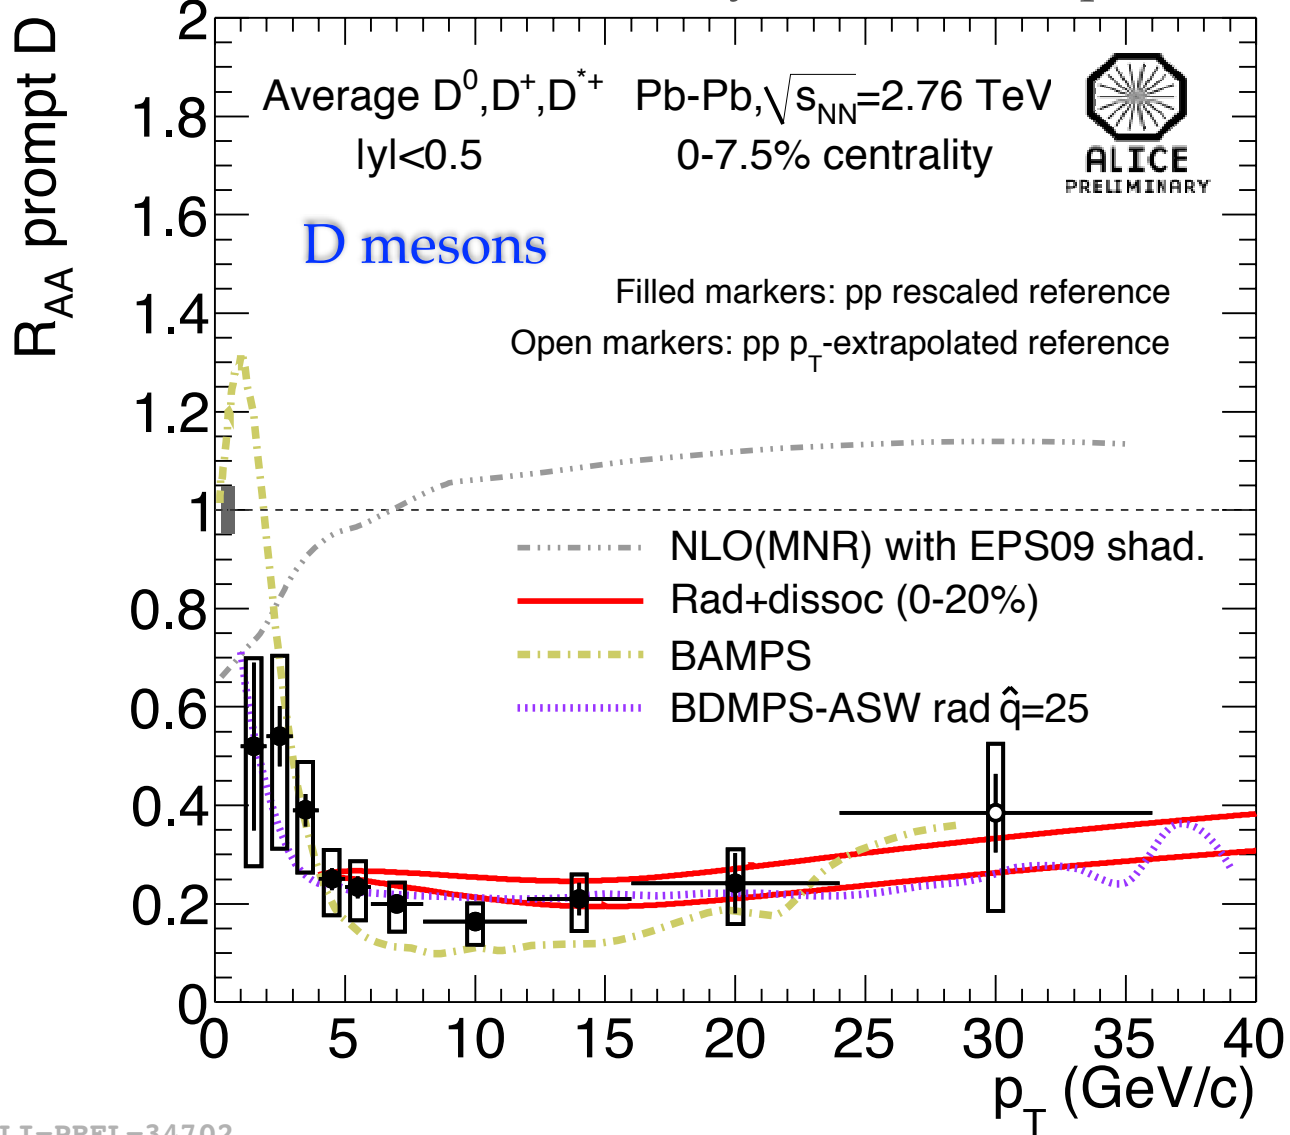 R_AA prompt D
2
1.8
1.6
1.4
1.2
1
0.8
0.6
0.4
0.2
0
Average D^0,D^+,D^*+ Pb-Pb,√s_NN=2.76 TeV
|y|<0.5 0-7.5% centrality
ALICE
PRELIMINARY
D mesons
Filled markers: pp rescaled reference
Open markers: pp p_T-extrapolated reference
NLO(MNR) with EPS09 shad.
Rad+dissoc (0-20%)
BAMPS
BDMPS-ASW rad q̂=25
0 5 10 15 20 25 30 35 40
p_T (GeV/c)